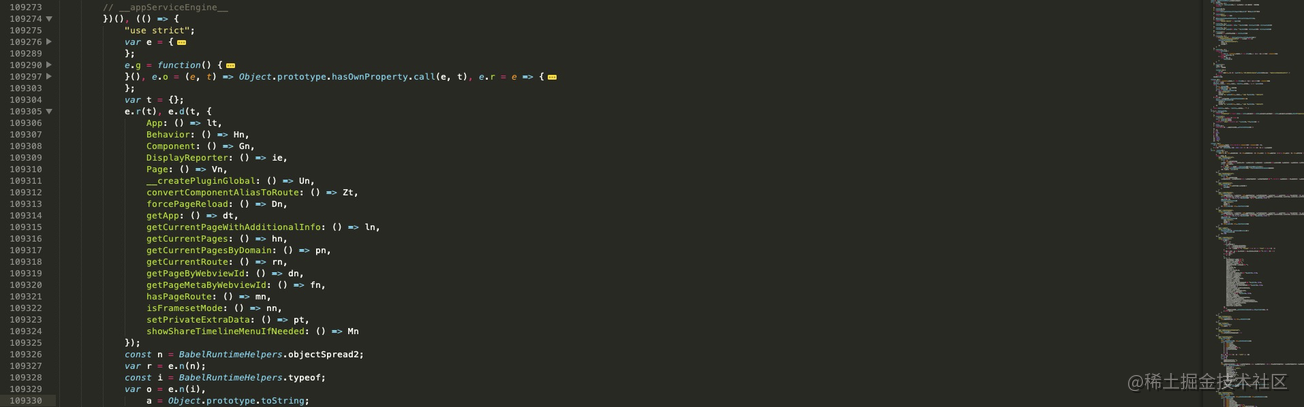 109273 // __appServiceEngine__
109274 })(), (() => {
109275 "use strict";
109276 var e = {
109289 };
109290 e.g = function() {
109297 }(), e.o = (e, t) => Object.prototype.hasOwnProperty.call(e, t), e.r = e => {
109303 };
109304 var t = {};
109305 e.r(t), e.d(t, {
109306 App: () => lt,
109307 Behavior: () => Hn,
109308 Component: () => Gn,
109309 DisplayReporter: () => ie,
109310 Page: () => Vn,
109311 __createPluginGlobal: () => Un,
109312 convertComponentAliasToRoute: () => Zt,
109313 forcePageReload: () => Dn,
109314 getApp: () => dt,
109315 getCurrentPageWithAdditionalInfo: () => ln,
109316 getCurrentPages: () => hn,
109317 getCurrentPagesByDomain: () => pn,
109318 getCurrentRoute: () => rn,
109319 getPageByWebviewId: () => dn,
109320 getPageMetaByWebviewId: () => fn,
109321 hasPageRoute: () => mn,
109322 isFramesetMode: () => nn,
109323 setPrivateExtraData: () => pt,
109324 showShareTimelineMenuIfNeeded: () => Mn
109325 });
109326 const n = BabelRuntimeHelpers.objectSpread2;
109327 var r = e.n(n);
109328 const i = BabelRuntimeHelpers.typeof;
109329 var o = e.n(i),
109330 a = Object.prototype.toString;
@稀土掘金技术社区